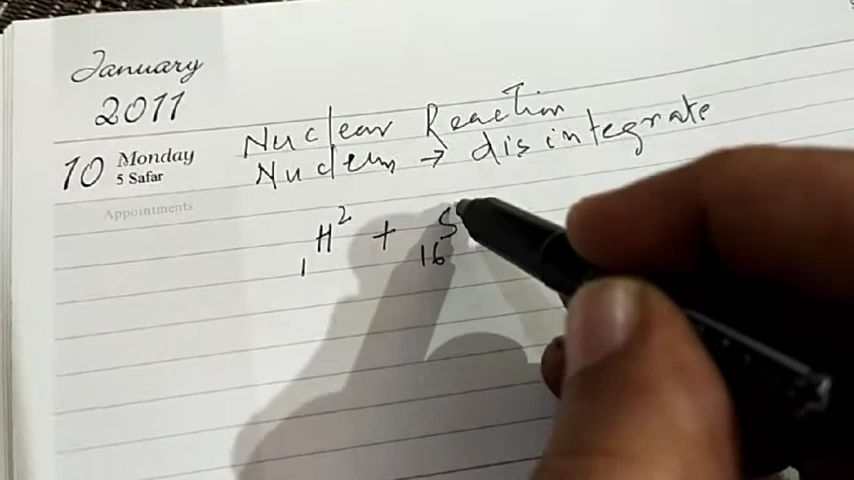 January
2011
10 Monday
5 Safar
Appointments
Nuclear Reaction
Nucleus → disintegrate
₁H² + ₁₆S